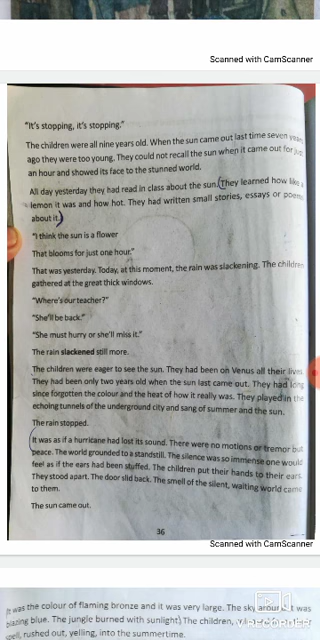 Scanned with CamScanner
"It's stopping, it's stopping."
The children were all nine years old. When the sun came out last time seven years
ago they were too young. They could not recall the sun when it came out for just
an hour and showed its face to the stunned world.
All day yesterday they had read in class about the sun. (They learned how like a
lemon it was and how hot. They had written small stories, essays or poems
about it.)
"I think the sun is a flower
That blooms for just one hour."
That was yesterday. Today, at this moment, the rain was slackening. The children
gathered at the great thick windows.
"Where's our teacher?"
"She'll be back."
"She must hurry or she'll miss it."
The rain slackened still more.
The children were eager to see the sun. They had been on Venus all their lives.
They had been only two years old when the sun last came out. They had long
since forgotten the colour and the heat of how it really was. They played in the
echoing tunnels of the underground city and sang of summer and the sun.
The rain stopped.
It was as if a hurricane had lost its sound. There were no motions or tremor but
peace. The world grounded to a standstill. The silence was so immense one would
feel as if the ears had been stuffed. The children put their hands to their ears.
They stood apart. The door slid back. The smell of the silent, waiting world came
to them.
The sun came out.
36
Scanned with CamScanner
It was the colour of flaming bronze and it was very large. The sky around it was
blazing blue. The jungle burned with sunlight) The children,
spell, rushed out, yelling, into the summertime.